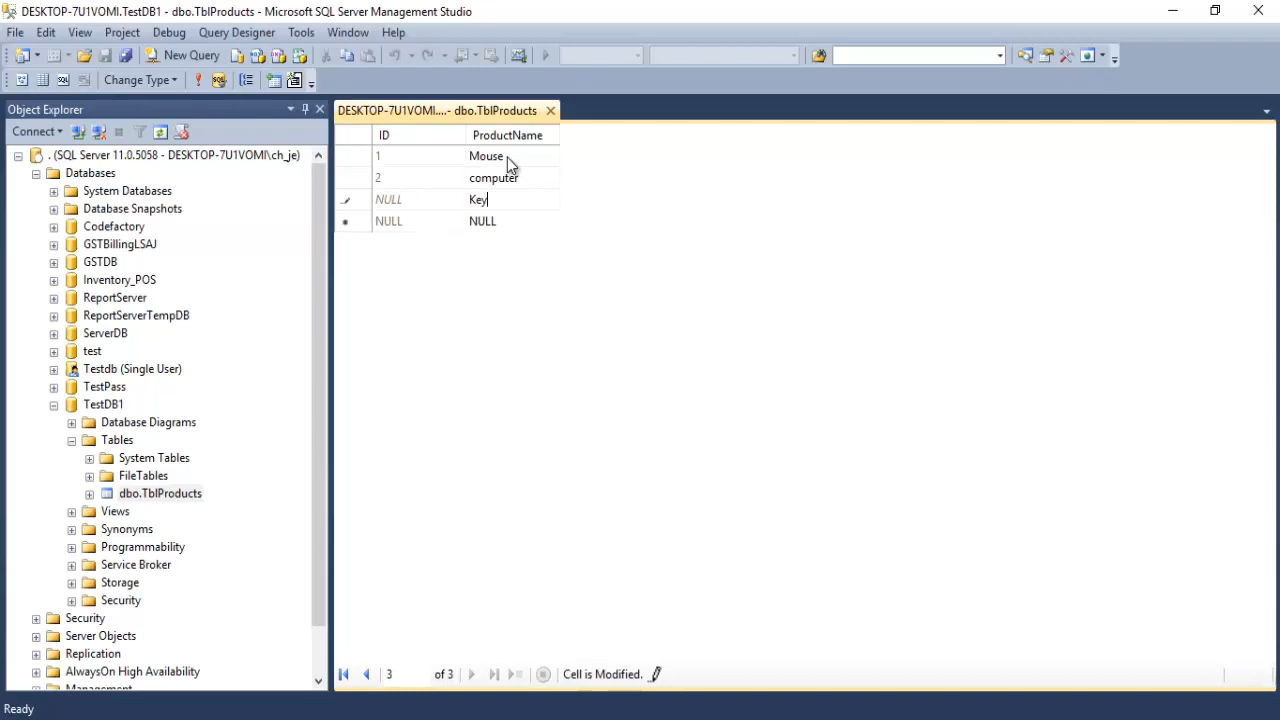 DESKTOP-7U1VOMI.TestDB1 - dbo.TblProducts - Microsoft SQL Server Management Studio
File Edit View Project Debug Query Designer Tools Window Help
New Query
Change Type
Object Explorer
DESKTOP-7U1VOMI....- dbo.TblProducts
Connect
ID ProductName
. (SQL Server 11.0.5058 - DESKTOP-7U1VOMI\ch_je)
1 Mouse
Databases
2 computer
System Databases
NULL Key
Database Snapshots
NULL NULL
Codefactory
GSTBillingLSAJ
GSTDB
Inventory_POS
ReportServer
ReportServerTempDB
ServerDB
test
Testdb (Single User)
TestPass
TestDB1
Database Diagrams
Tables
System Tables
FileTables
dbo.TblProducts
Views
Synonyms
Programmability
Service Broker
Storage
Security
Security
Server Objects
Replication
AlwaysOn High Availability
Management
3 of 3 Cell is Modified.
Ready